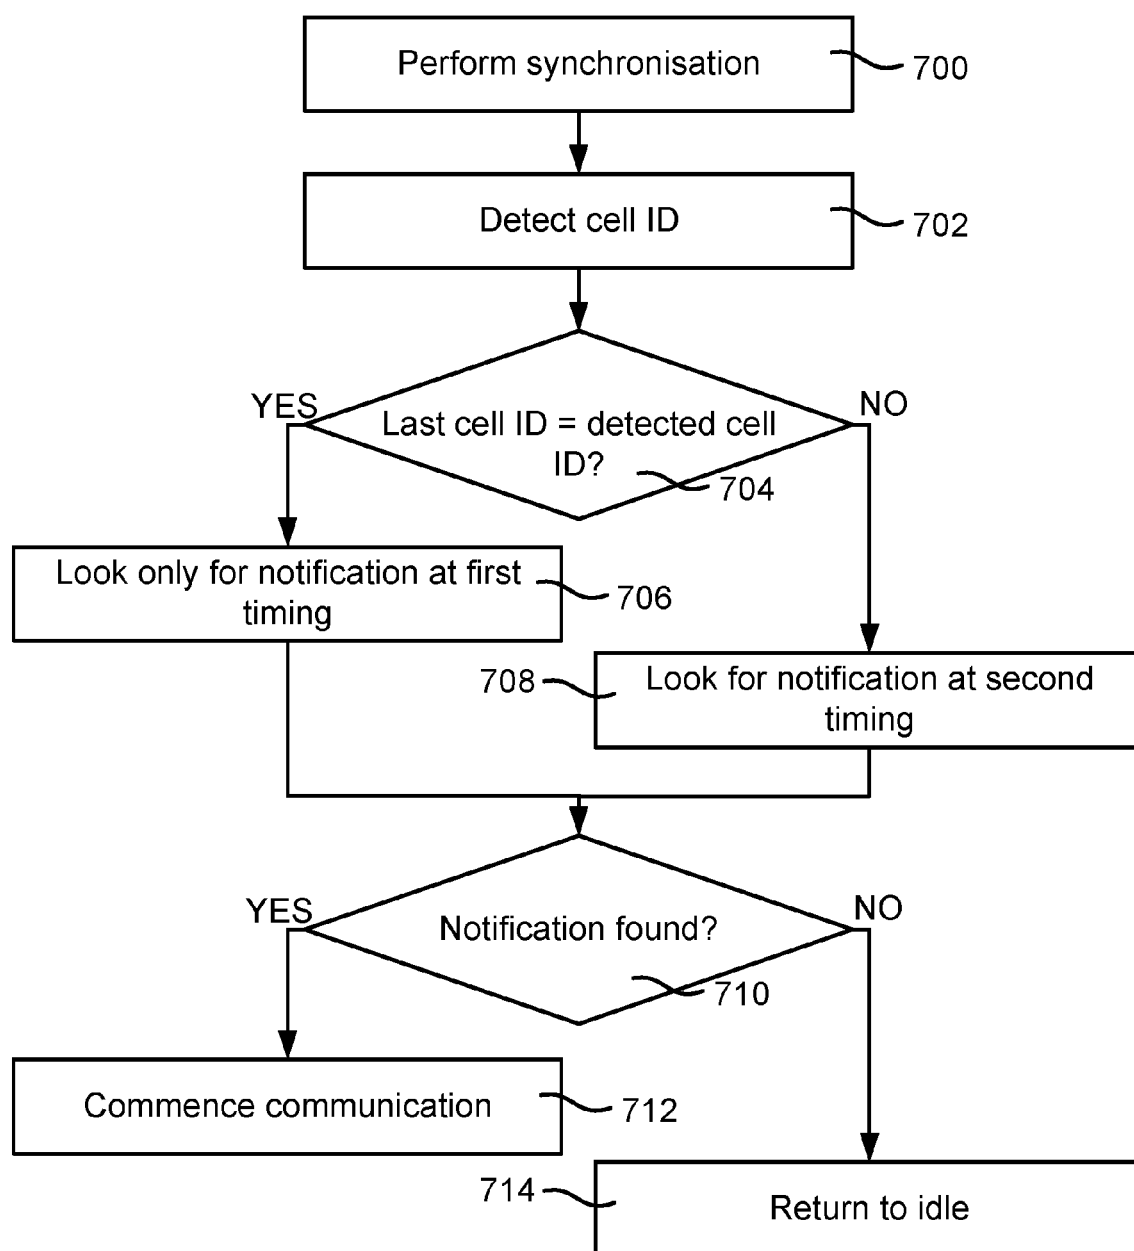 Perform synchronisation
700
Detect cell ID
702
YES
NO
Last cell ID = detected cell
ID?
704
Look only for notification at first
timing
706
708
Look for notification at second
timing
YES
NO
Notification found?
710
Commence communication
712
714
Return to idle